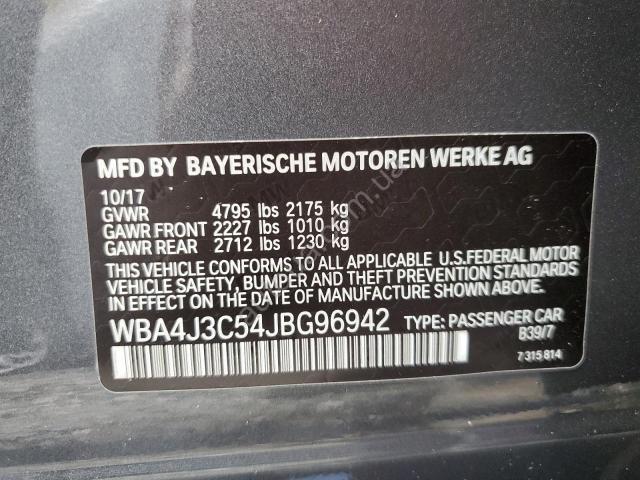 MFD BY BAYERISCHE MOTOREN WERKE AG
10/17
GVWR 4795 lbs 2175 kg
GAWR FRONT 2227 lbs 1010 kg
GAWR REAR 2712 lbs 1230 kg
THIS VEHICLE CONFORMS TO ALL APPLICABLE U.S.FEDERAL MOTOR
VEHICLE SAFETY, BUMPER AND THEFT PREVENTION STANDARDS
IN EFFECT ON THE DATE OF MANUFACTURE SHOWN ABOVE.
WBA4J3C54JBG96942 TYPE: PASSENGER CAR
B39/7
7 315 814